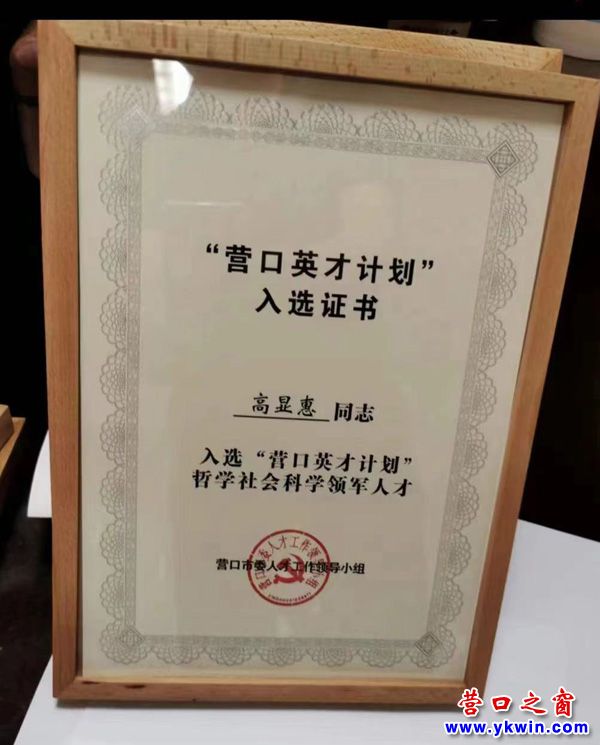 “营口英才计划”
入选证书
高显惠 同志
入选“营口英才计划”
哲学社会科学领军人才
营口市委人才工作领导小组
营口之窗
www.ykwin.com